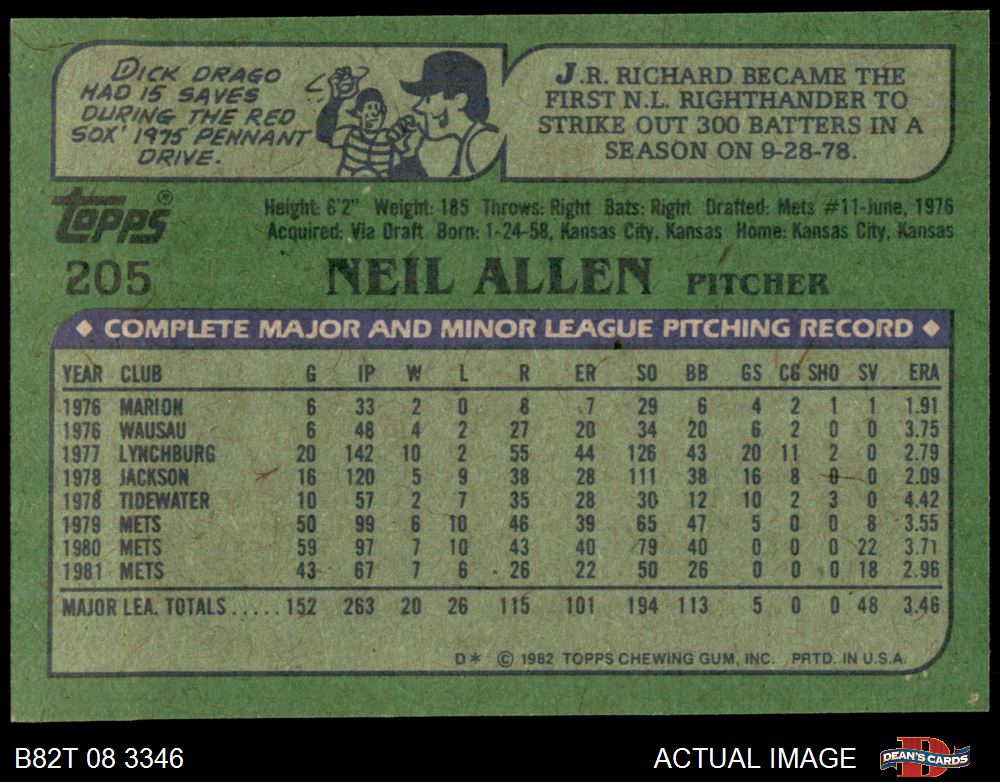 DICK DRAGO
HAD 15 SAVES
DURING THE RED
SOX' 1975 PENNANT
DRIVE.
J.R. RICHARD BECAME THE
FIRST N.L. RIGHTHANDER TO
STRIKE OUT 300 BATTERS IN A
SEASON ON 9-28-78.
Topps®
Height: 6'2" Weight: 185 Throws: Right Bats: Right Drafted: Mets #11-June, 1976
Acquired: Via Draft Born: 1-24-58, Kansas City, Kansas Home: Kansas City, Kansas
205 NEIL ALLEN PITCHER
◆ COMPLETE MAJOR AND MINOR LEAGUE PITCHING RECORD ◆
YEAR CLUB G IP W L R ER SO BB GS CG SHO SV ERA
1976 MARION 6 33 2 0 8 7 29 6 4 2 1 1 1.91
1976 WAUSAU 6 48 4 2 27 20 34 20 6 2 0 0 3.75
1977 LYNCHBURG 20 142 10 2 55 44 126 43 20 11 2 0 2.79
1978 JACKSON 16 120 5 9 38 28 111 38 16 8 0 0 2.09
1978 TIDEWATER 10 57 2 7 35 28 30 12 10 2 3 0 4.42
1979 METS 50 99 6 10 46 39 65 47 5 0 0 8 3.55
1980 METS 59 97 7 10 43 40 79 40 0 0 0 22 3.71
1981 METS 43 67 7 6 26 22 50 26 0 0 0 18 2.96
MAJOR LEA. TOTALS.....152 263 20 26 115 101 194 113 5 0 0 48 3.46
D* © 1982 TOPPS CHEWING GUM, INC. PRTD. IN U.S.A.
B82T 08 3346 ACTUAL IMAGE DEAN'S CARDS